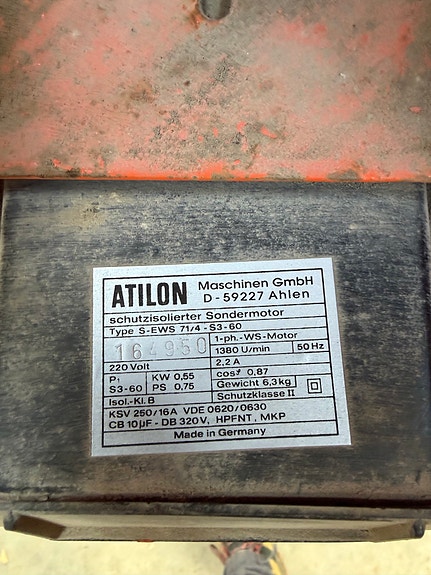 ATILON Maschinen GmbH
D-59227 Ahlen
schutzisolierter Sondermotor
Type S-EWS 71/4-S3-60
164950 1-ph.-WS-Motor
1380 U/min 50 Hz
220 Volt 2.2 A
P₁ KW 0,55 cosφ 0,87
S3-60 PS 0,75 Gewicht 6,3kg
Isol.-Kl. B Schutzklasse II
KSV 250/16A VDE 0620/0630
CB 10µF - DB 320V, HPFNT, MKP
Made in Germany